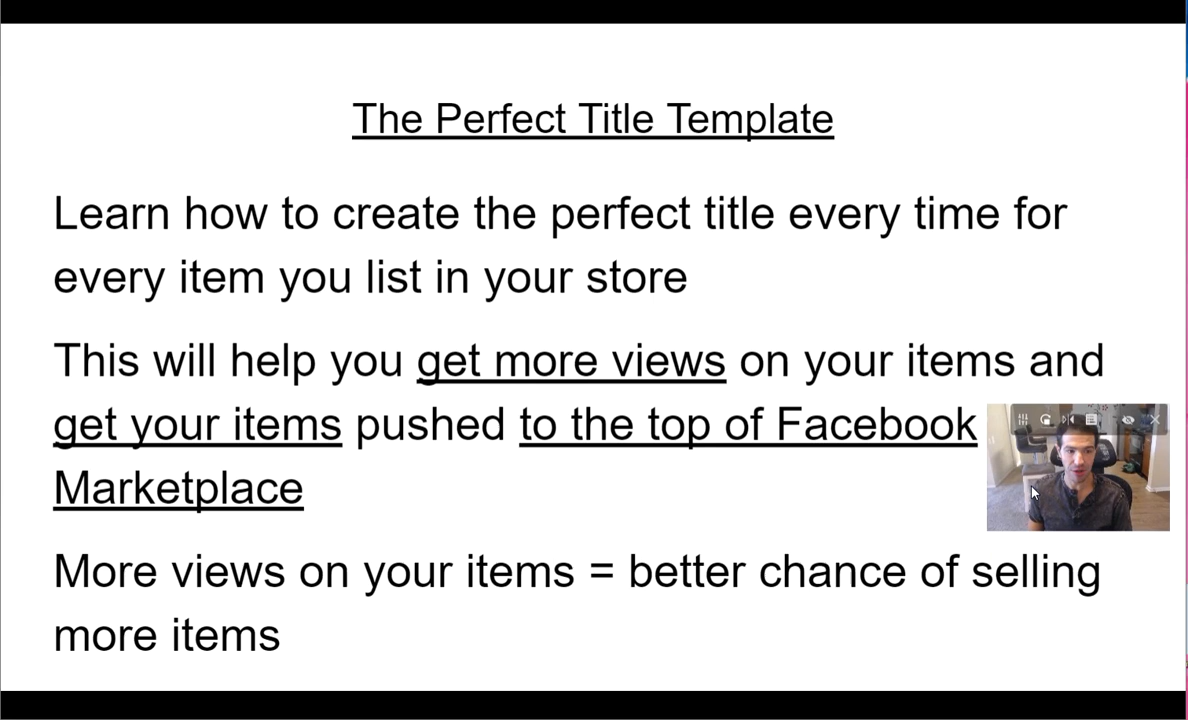 The Perfect Title Template
Learn how to create the perfect title every time for
every item you list in your store
This will help you get more views on your items and
get your items pushed to the top of Facebook
Marketplace
More views on your items = better chance of selling
more items